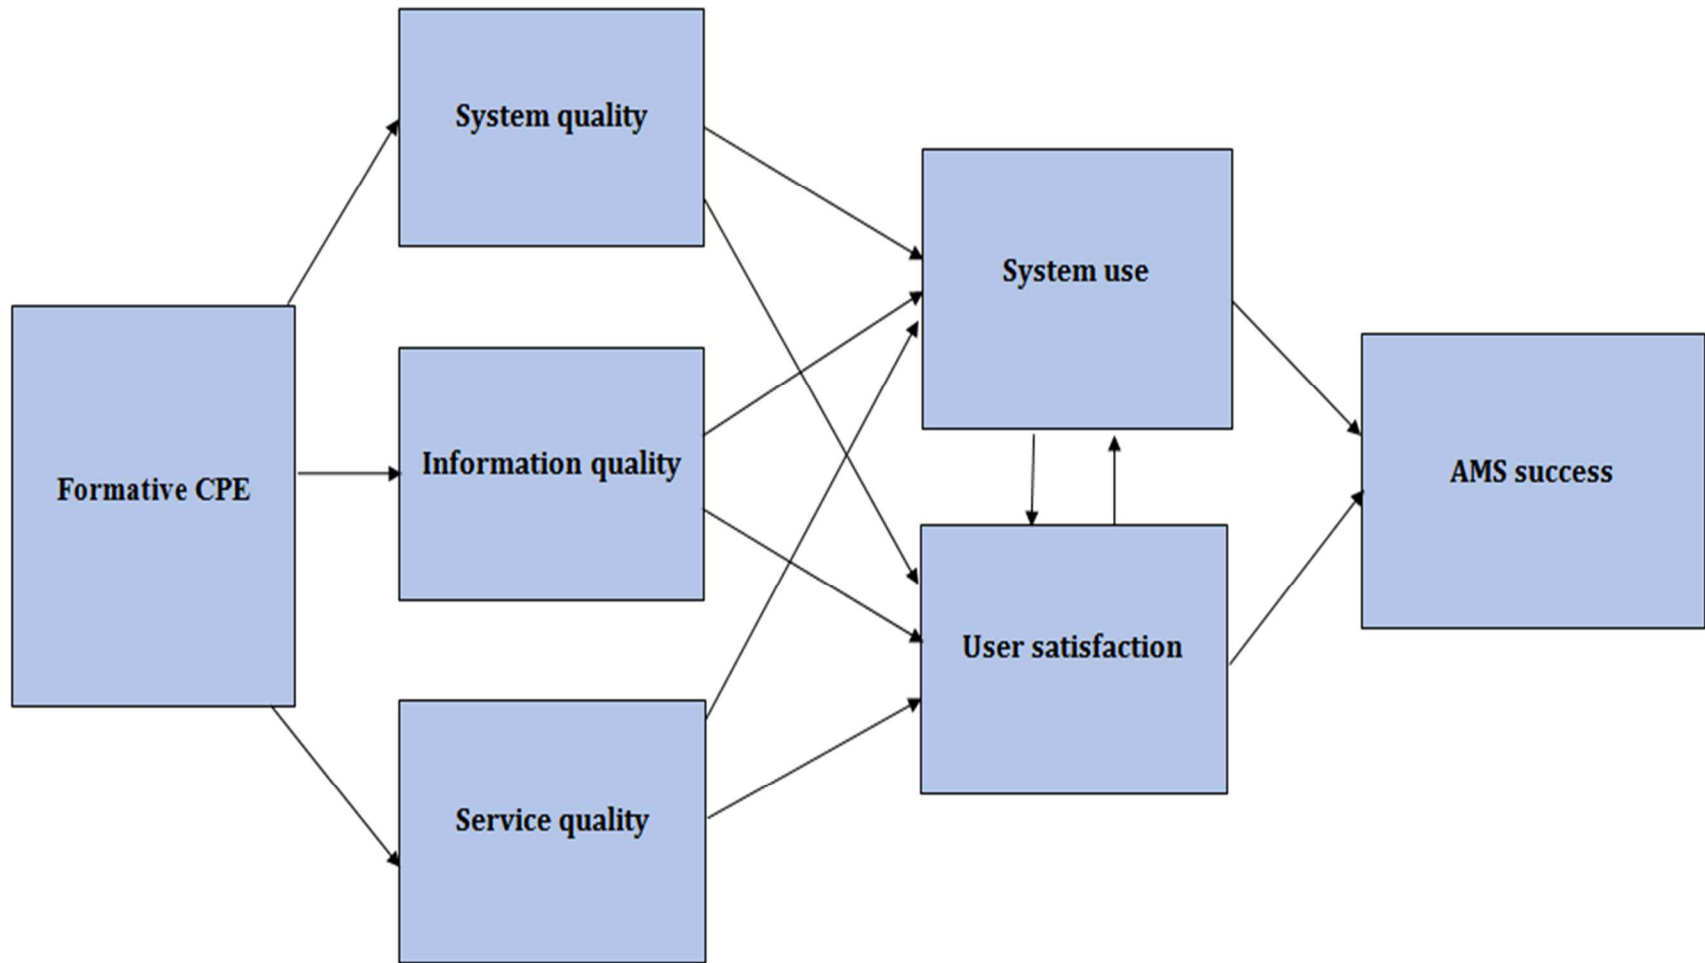 System quality
System use
Formative CPE
Information quality
AMS success
User satisfaction
Service quality